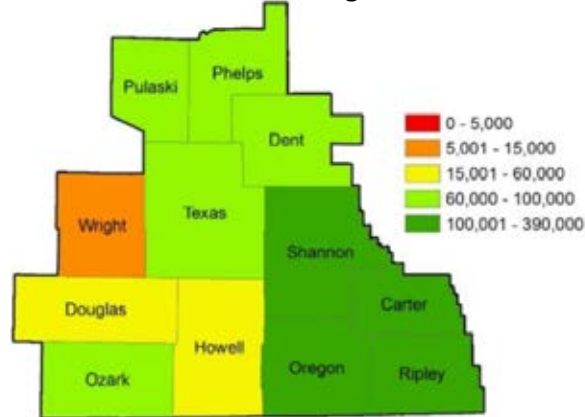 Pulaski
Phelps
Dent
0 - 5,000
5,001 - 15,000
15,001 - 60,000
60,000 - 100,000
100,001 - 390,000
Wright
Texas
Shannon
Douglas
Carter
Howell
Ozark
Oregon
Ripley